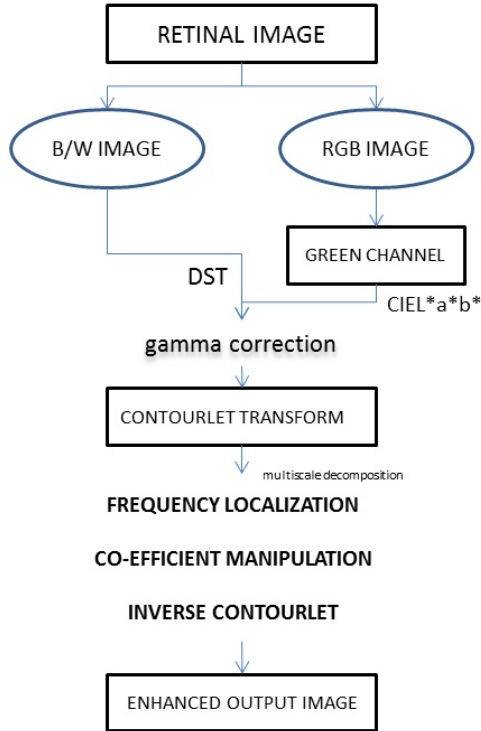 RETINAL IMAGE
B/W IMAGE
RGB IMAGE
GREEN CHANNEL
DST
CIEL*a*b*
gamma correction
CONTOURLET TRANSFORM
multiscale decomposition
FREQUENCY LOCALIZATION
CO-EFFICIENT MANIPULATION
INVERSE CONTOURLET
ENHANCED OUTPUT IMAGE